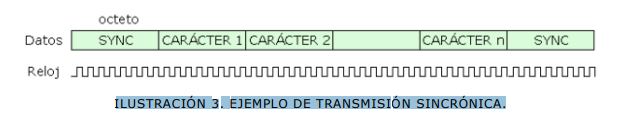 octeto
Datos SYNC CARÁCTER 1 CARÁCTER 2 CARÁCTER n SYNC
Reloj
ILUSTRACIÓN 3. EJEMPLO DE TRANSMISIÓN SINCRÓNICA.